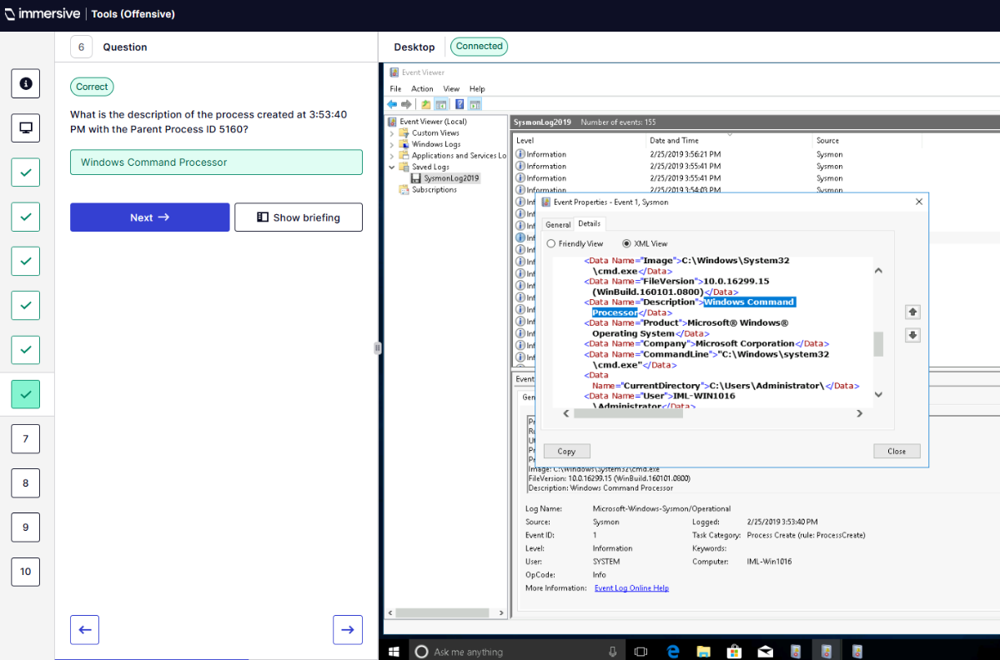 immersive | Tools (Offensive)
6 Question
Correct
What is the description of the process created at 3:53:40
PM with the Parent Process ID 5160?
Windows Command Processor
Next →
Show briefing
7
8
9
10
Desktop
Connected
Event Viewer
File Action View Help
Event Viewer (Local)
Custom Views
Windows Logs
Applications and Services Lo
Saved Logs
SysmonLog2019
Subscriptions
SysmonLog2019 Number of events: 155
Level Date and Time Source
Information 2/25/2019 3:56:21 PM Sysmon
Information 2/25/2019 3:55:41 PM Sysmon
Information 2/25/2019 3:55:41 PM Sysmon
Information 2/25/2019 3:54:03 PM Sysmon
Event Properties - Event 1, Sysmon
General Details
Friendly View XML View
<Data Name="Image">C:\Windows\System32
\cmd.exe</Data>
<Data Name="FileVersion">10.0.16299.15
(WinBuild.160101.0800)</Data>
<Data Name="Description">Windows Command
Processor</Data>
<Data Name="Product">Microsoft® Windows®
Operating System</Data>
<Data Name="Company">Microsoft Corporation</Data>
<Data Name="CommandLine">"C:\Windows\system32
\cmd.exe"</Data>
<Data
Name="CurrentDirectory">C:\Users\Administrator\</Data>
<Data Name="User">IML-WIN1016
\Administrator</Data>
Copy
Close
Event
Gen
Image: C:\Windows\System32\cmd.exe
FileVersion: 10.0.16299.15 (WinBuild.160101.0800)
Description: Windows Command Processor
Log Name: Microsoft-Windows-Sysmon/Operational
Source: Sysmon Logged: 2/25/2019 3:53:40 PM
Event ID: 1 Task Category: Process Create (rule: ProcessCreate)
Level: Information Keywords:
User: SYSTEM Computer: IML-Win1016
OpCode: Info
More Information: Event Log Online Help
Ask me anything